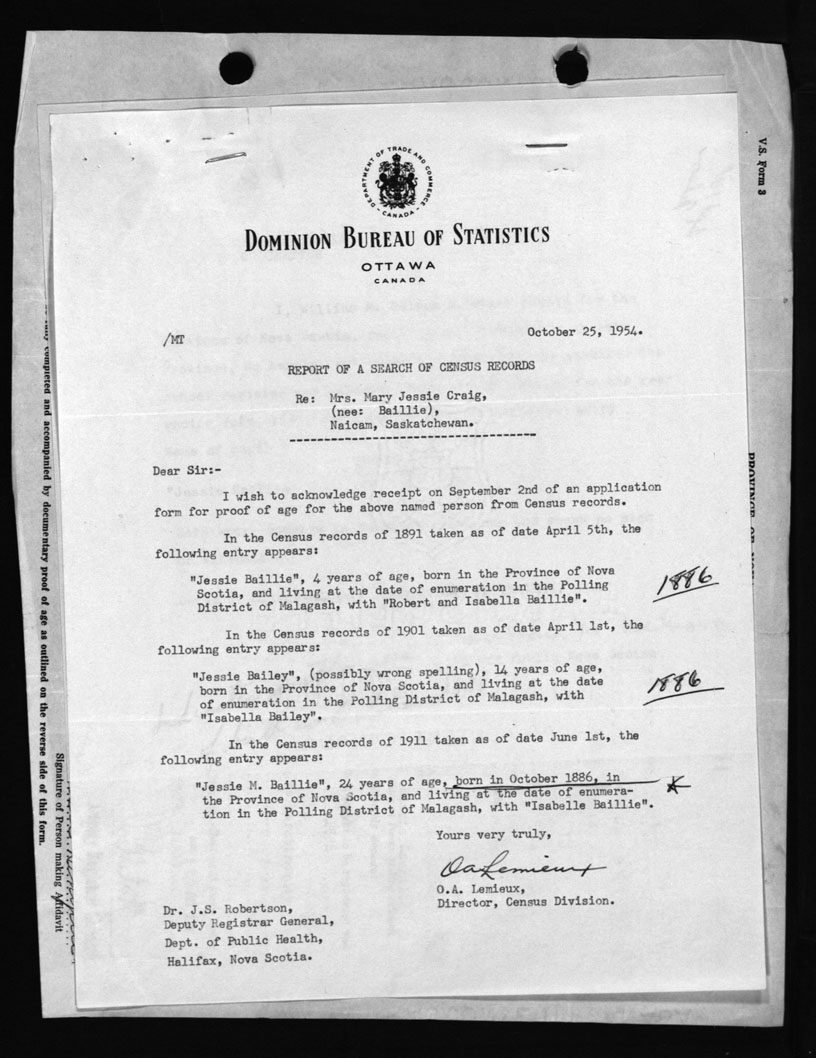 DEPARTMENT OF TRADE AND COMMERCE
CANADA
DOMINION BUREAU OF STATISTICS
OTTAWA
CANADA
/MT
October 25, 1954.
REPORT OF A SEARCH OF CENSUS RECORDS
Re: Mrs. Mary Jessie Craig,
(nee: Baillie),
Naicam, Saskatchewan.
Dear Sir:-
I wish to acknowledge receipt on September 2nd of an application
form for proof of age for the above named person from Census records.
In the Census records of 1891 taken as of date April 5th, the
following entry appears:
"Jessie Baillie", 4 years of age, born in the Province of Nova
Scotia, and living at the date of enumeration in the Polling
District of Malagash, with "Robert and Isabella Baillie".
1886
In the Census records of 1901 taken as of date April 1st, the
following entry appears:
"Jessie Bailey", (possibly wrong spelling), 14 years of age,
born in the Province of Nova Scotia, and living at the date
of enumeration in the Polling District of Malagash, with
"Isabella Bailey".
1886
In the Census records of 1911 taken as of date June 1st, the
following entry appears:
"Jessie M. Baillie", 24 years of age, born in October 1886, in
the Province of Nova Scotia, and living at the date of enumera-
tion in the Polling District of Malagash, with "Isabelle Baillie".
Yours very truly,
OaLemieux
O.A. Lemieux,
Director, Census Division.
Dr. J.S. Robertson,
Deputy Registrar General,
Dept. of Public Health,
Halifax, Nova Scotia.
V.S. Form 3
completed and accompanied by documentary proof of age as outlined on the reverse side of this form.
Signature of Person making Affidavit